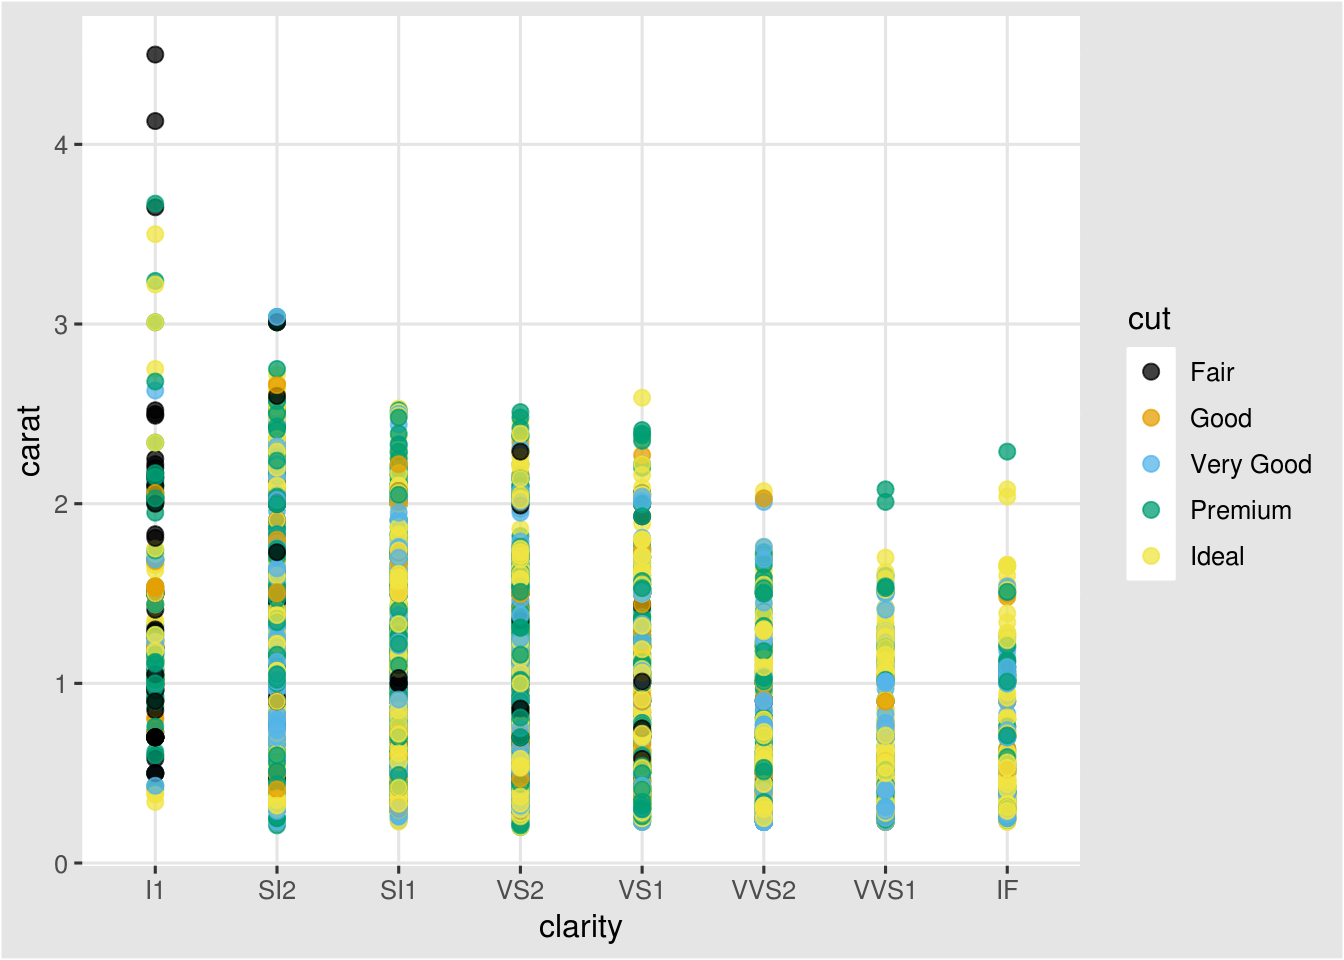 4
3
2
1
0
carat
I1 SI2 SI1 VS2 VS1 VVS2 VVS1 IF
clarity
cut
Fair
Good
Very Good
Premium
Ideal